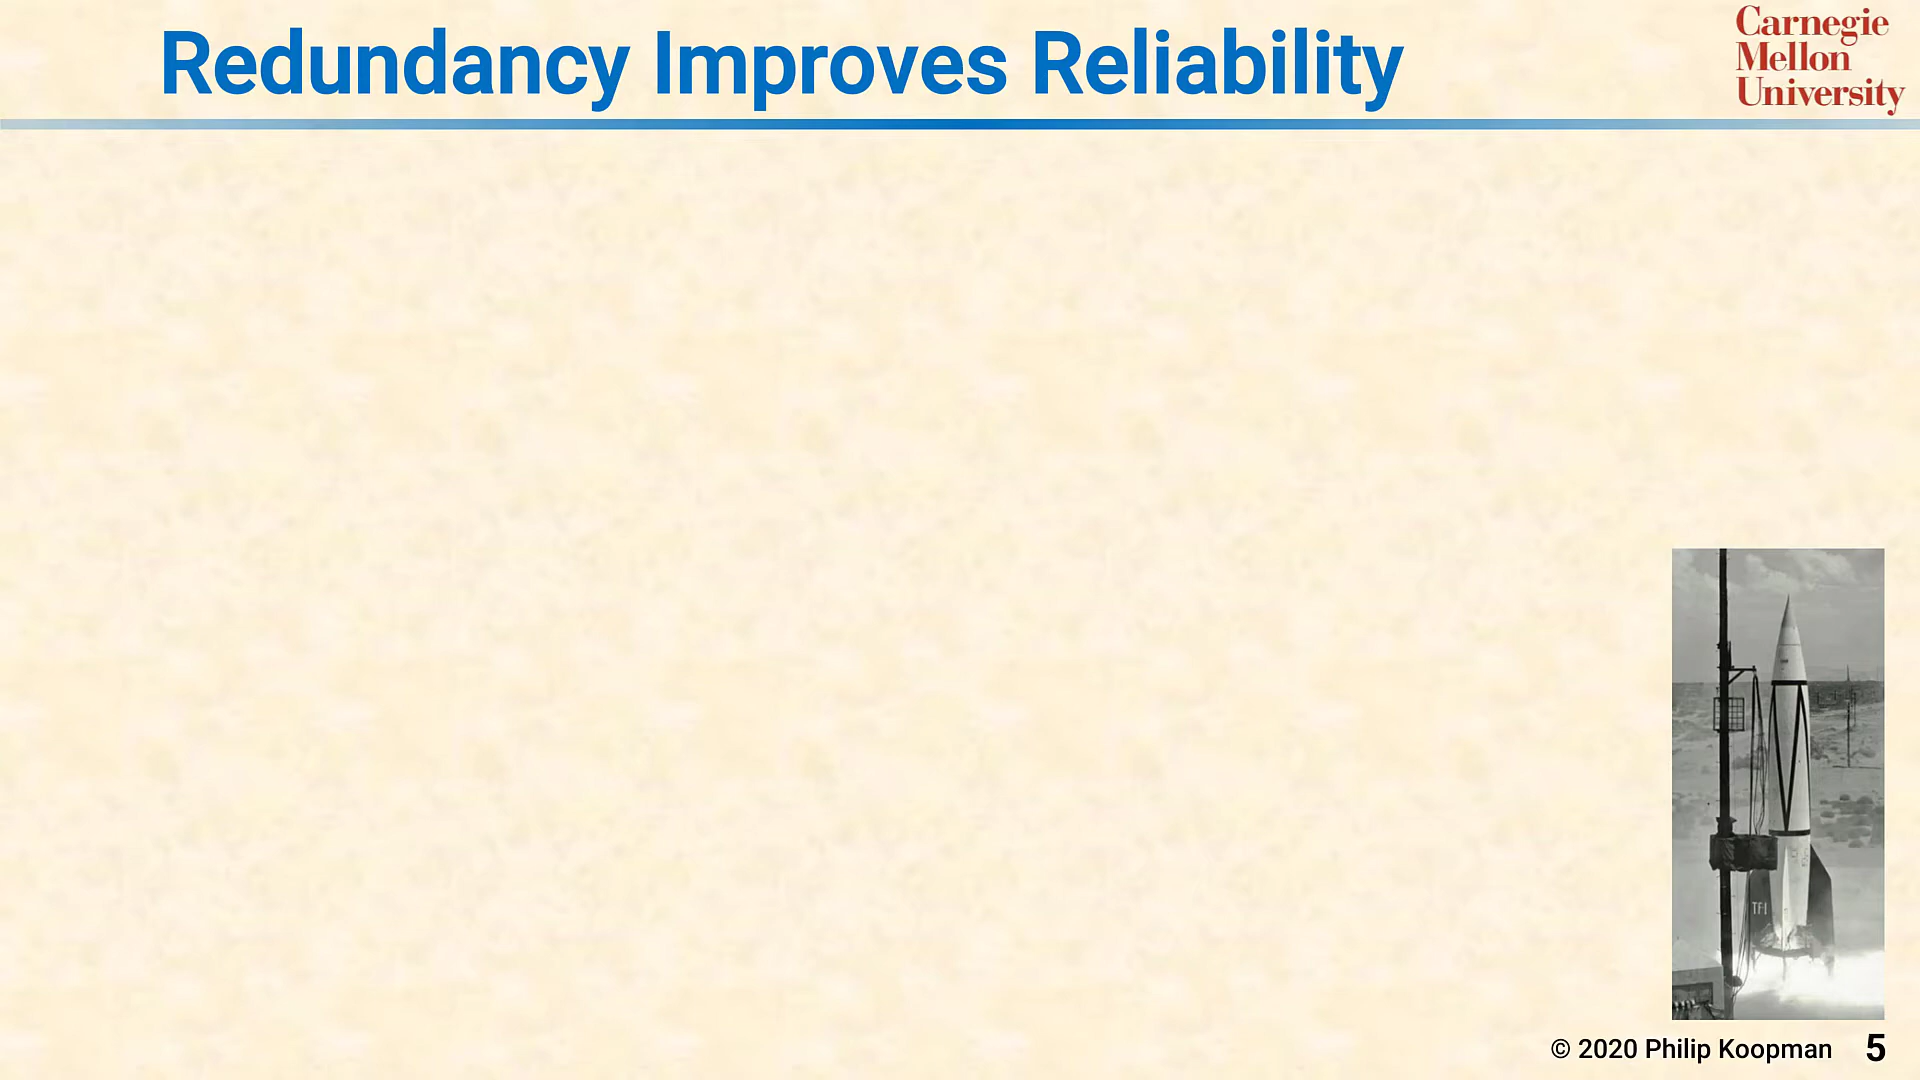 Redundancy Improves Reliability
Carnegie
Mellon
University
TF1
© 2020 Philip Koopman 5